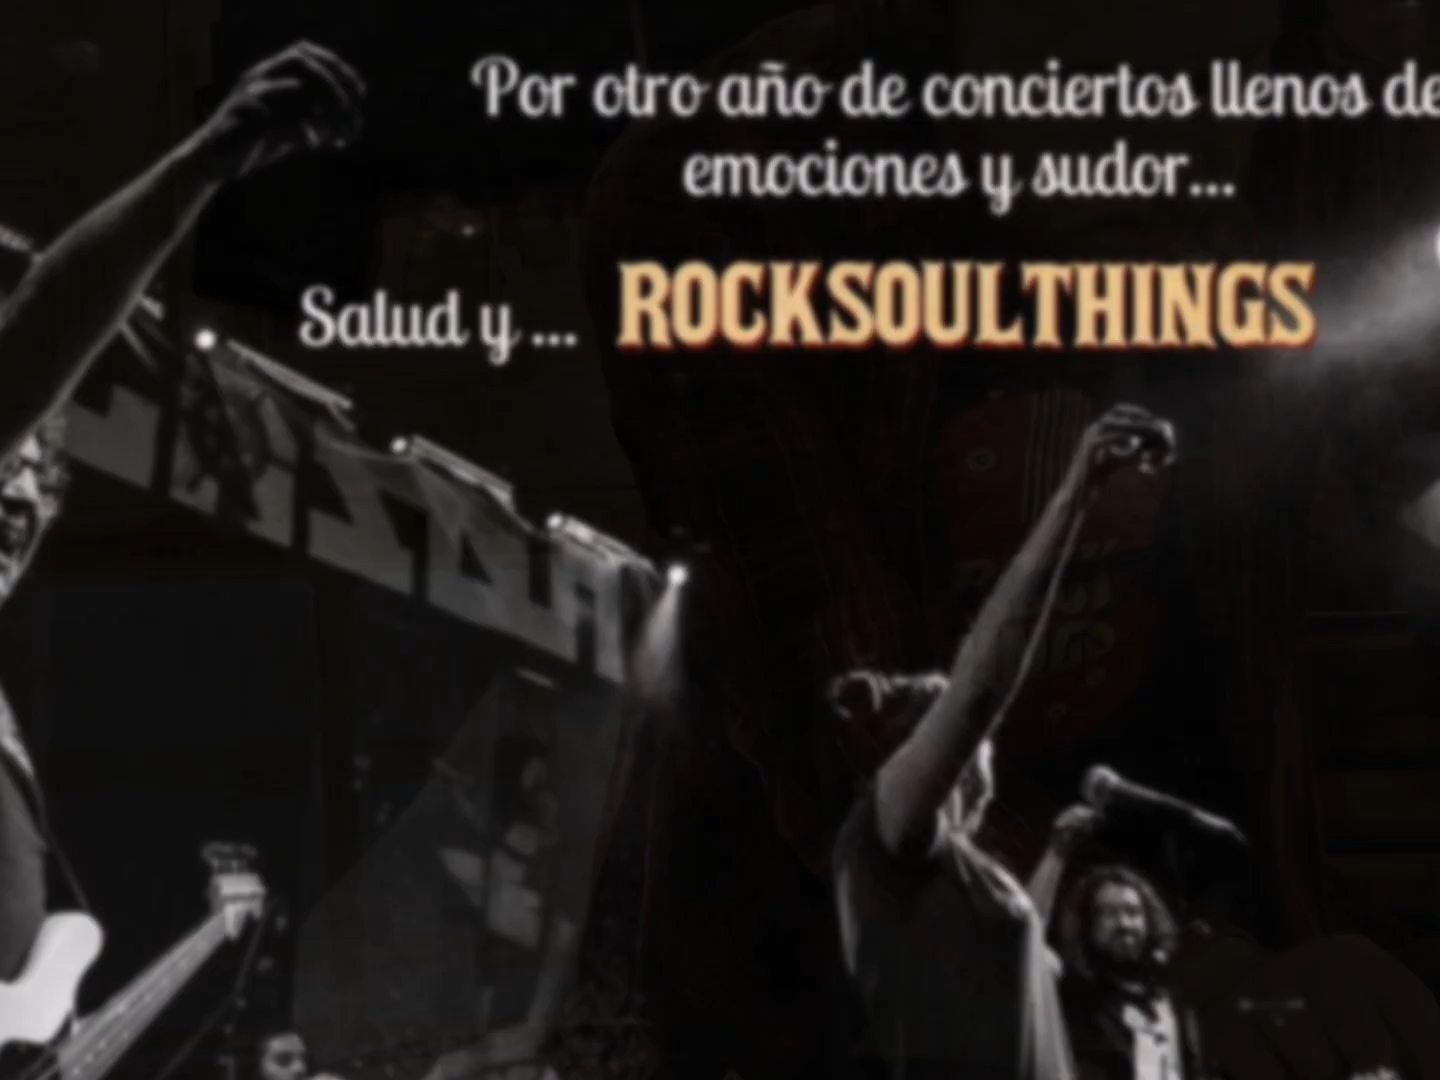 Por otro año de conciertos llenos de
emociones y sudor...
Salud y ... ROCKSOULTHINGS